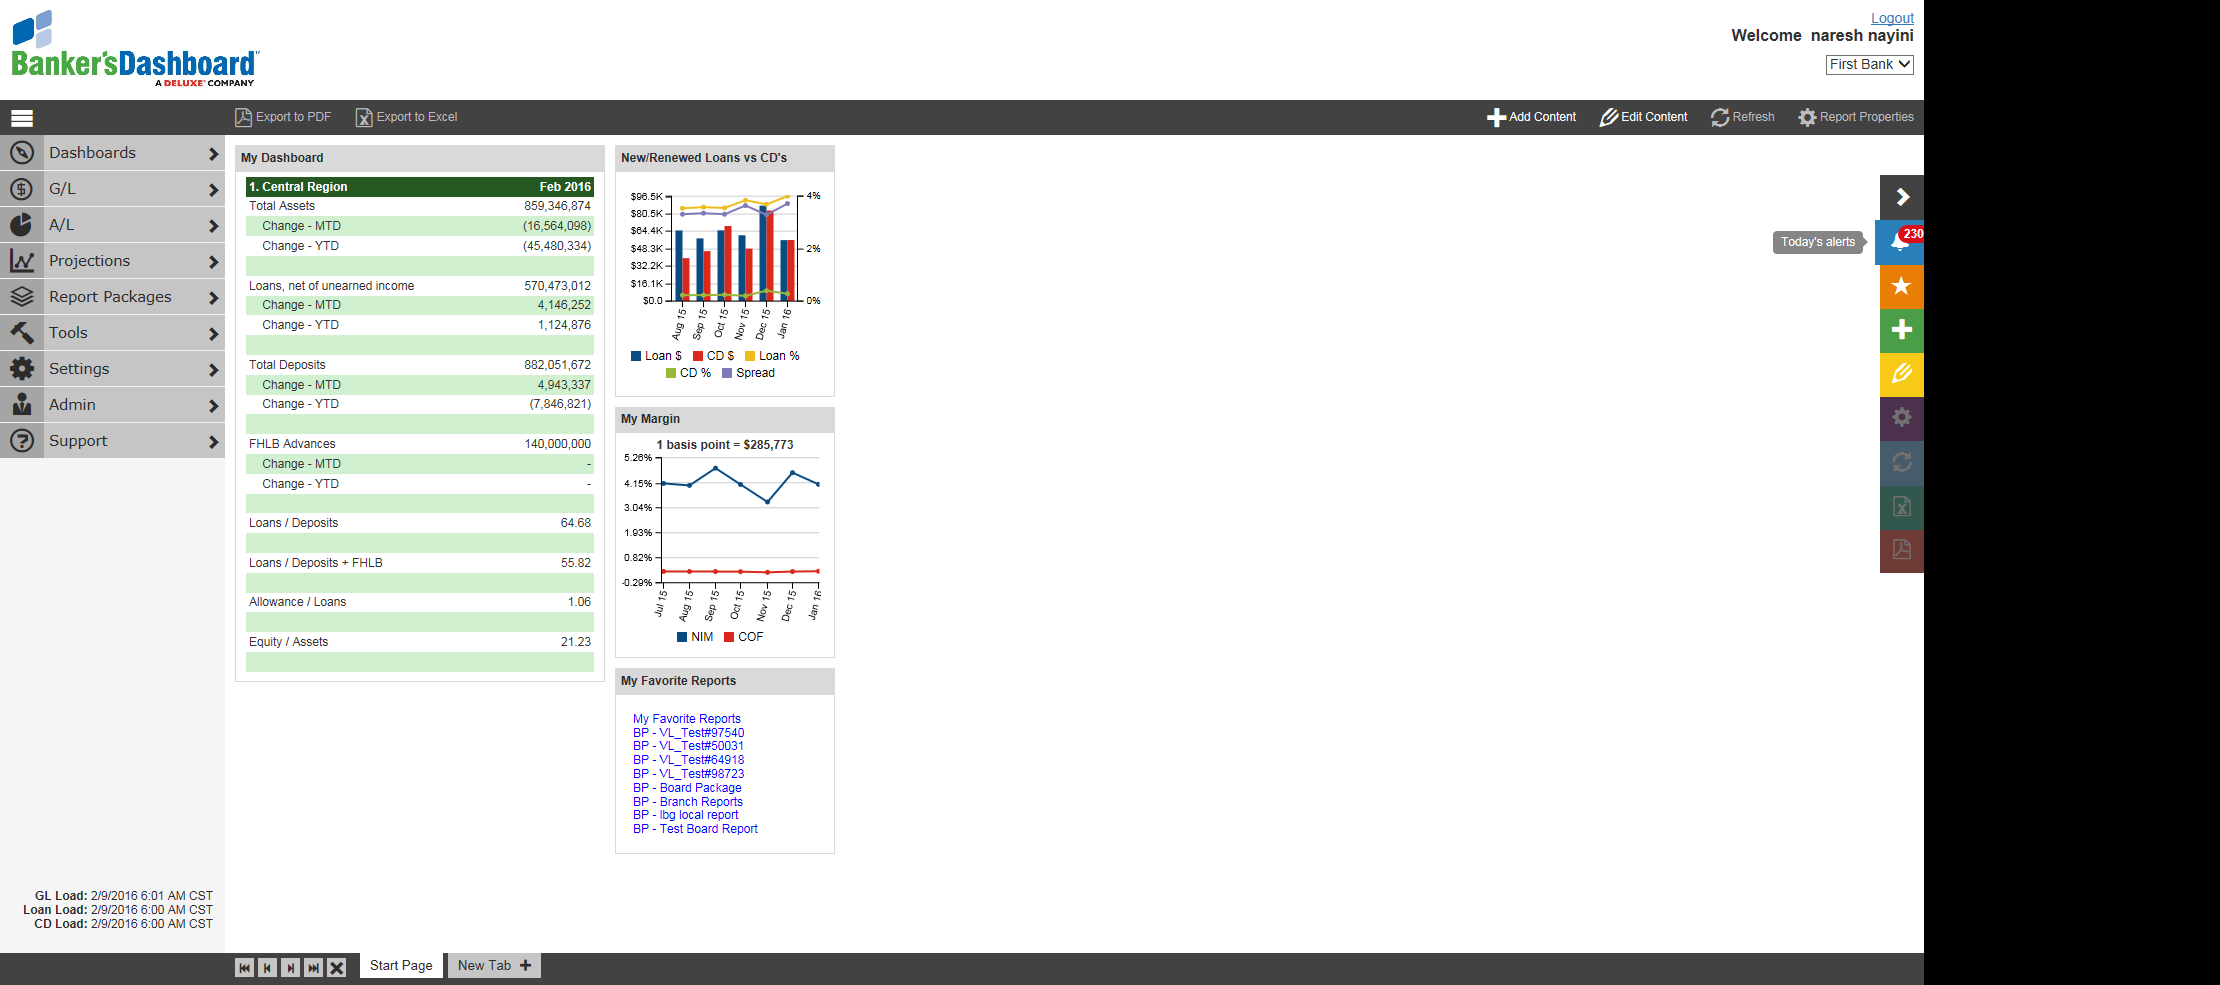 Logout
Welcome naresh nayini
First Bank
Banker'sDashboard
A DELUXE COMPANY
Export to PDF
Export to Excel
Add Content
Edit Content
Refresh
Report Properties
Dashboards
G/L
A/L
Projections
Report Packages
Tools
Settings
Admin
Support
GL Load: 2/9/2016 6:01 AM CST
Loan Load: 2/9/2016 6:00 AM CST
CD Load: 2/9/2016 6:00 AM CST
My Dashboard
1. Central Region Feb 2016
Total Assets 859,346,874
Change - MTD (16,564,098)
Change - YTD (45,480,334)
Loans, net of unearned income 570,473,012
Change - MTD 4,146,252
Change - YTD 1,124,876
Total Deposits 882,051,672
Change - MTD 4,943,337
Change - YTD (7,846,821)
FHLB Advances 140,000,000
Change - MTD -
Change - YTD -
Loans / Deposits 64.68
Loans / Deposits + FHLB 55.82
Allowance / Loans 1.06
Equity / Assets 21.23
New/Renewed Loans vs CD's
$96.5K 4%
$80.5K
$64.4K
$48.3K 2%
$32.2K
$16.1K
$0.0 0%
Aug 15 Sep 15 Oct 15 Nov 15 Dec 15 Jan 16
Loan $ CD $ Loan %
CD % Spread
My Margin
1 basis point = $285,773
5.26%
4.15%
3.04%
1.93%
0.82%
-0.29%
Jul 15 Aug 15 Sep 15 Oct 15 Nov 15 Dec 15 Jan 16
NIM COF
My Favorite Reports
My Favorite Reports
BP - VL_Test#97540
BP - VL_Test#50031
BP - VL_Test#64918
BP - VL_Test#98723
BP - Board Package
BP - Branch Reports
BP - lbg local report
BP - Test Board Report
Today's alerts
230
Start Page
New Tab